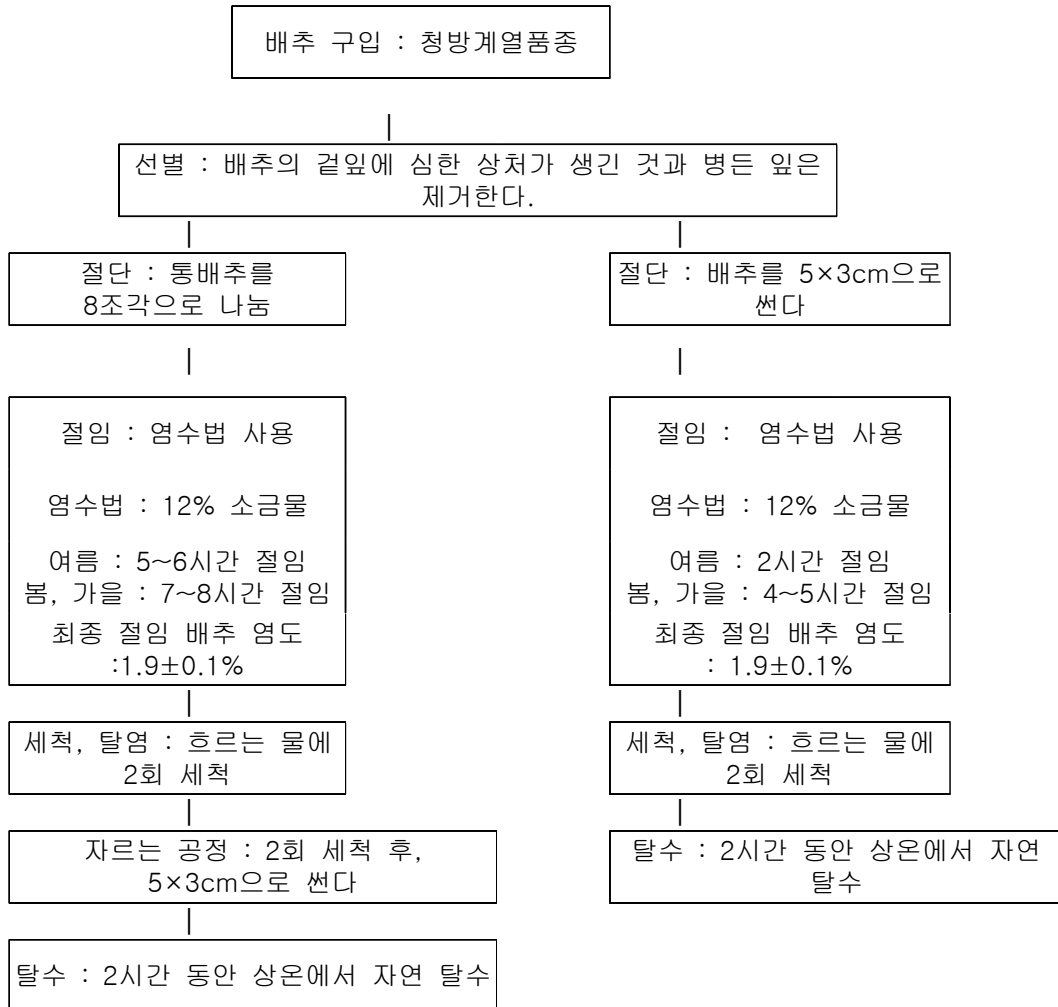 배추 구입 : 청방계열품종
선별 : 배추의 겉잎에 심한 상처가 생긴 것과 병든 잎은
제거한다.
절단 : 통배추를
8조각으로 나눔
절임 : 염수법 사용
염수법 : 12% 소금물
여름 : 5~6시간 절임
봄, 가을 : 7~8시간 절임
최종 절임 배추 염도
:1.9±0.1%
세척, 탈염 : 흐르는 물에
2회 세척
자르는 공정 : 2회 세척 후,
5×3cm으로 썬다
탈수 : 2시간 동안 상온에서 자연 탈수
절단 : 배추를 5×3cm으로
썬다
절임 : 염수법 사용
염수법 : 12% 소금물
여름 : 2시간 절임
봄, 가을 : 4~5시간 절임
최종 절임 배추 염도
: 1.9±0.1%
세척, 탈염 : 흐르는 물에
2회 세척
탈수 : 2시간 동안 상온에서 자연
탈수